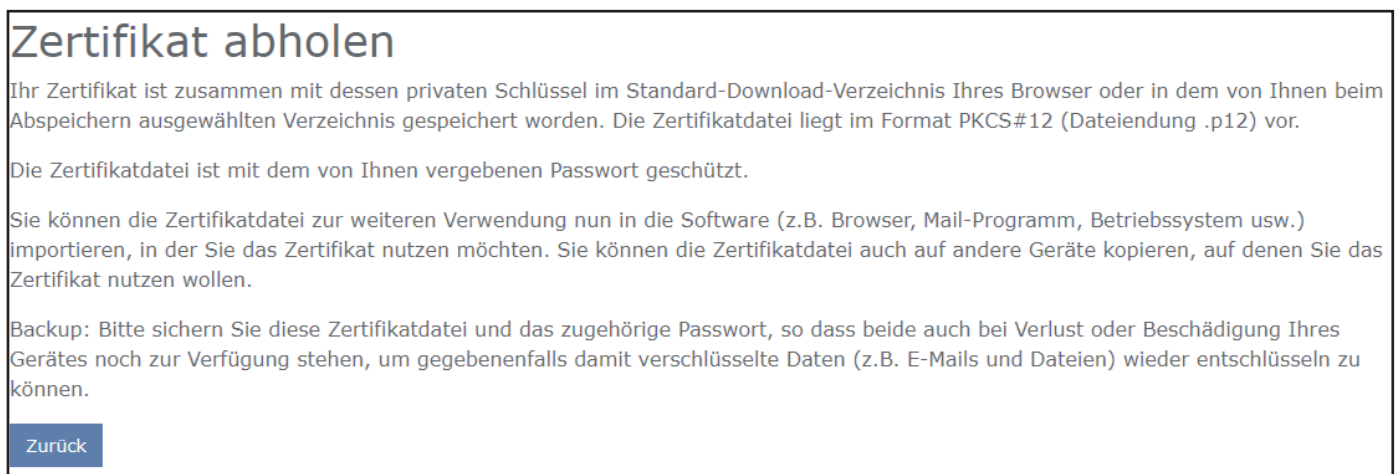 Zertifikat abholen
Ihr Zertifikat ist zusammen mit dessen privaten Schlüssel im Standard-Download-Verzeichnis Ihres Browser oder in dem von Ihnen beim
Abspeichern ausgewählten Verzeichnis gespeichert worden. Die Zertifikatdatei liegt im Format PKCS#12 (Dateiendung .p12) vor.
Die Zertifikatdatei ist mit dem von Ihnen vergebenen Passwort geschützt.
Sie können die Zertifikatdatei zur weiteren Verwendung nun in die Software (z.B. Browser, Mail-Programm, Betriebssystem usw.)
importieren, in der Sie das Zertifikat nutzen möchten. Sie können die Zertifikatdatei auch auf andere Geräte kopieren, auf denen Sie das
Zertifikat nutzen wollen.
Backup: Bitte sichern Sie diese Zertifikatdatei und das zugehörige Passwort, so dass beide auch bei Verlust oder Beschädigung Ihres
Gerätes noch zur Verfügung stehen, um gegebenenfalls damit verschlüsselte Daten (z.B. E-Mails und Dateien) wieder entschlüsseln zu
können.
Zurück